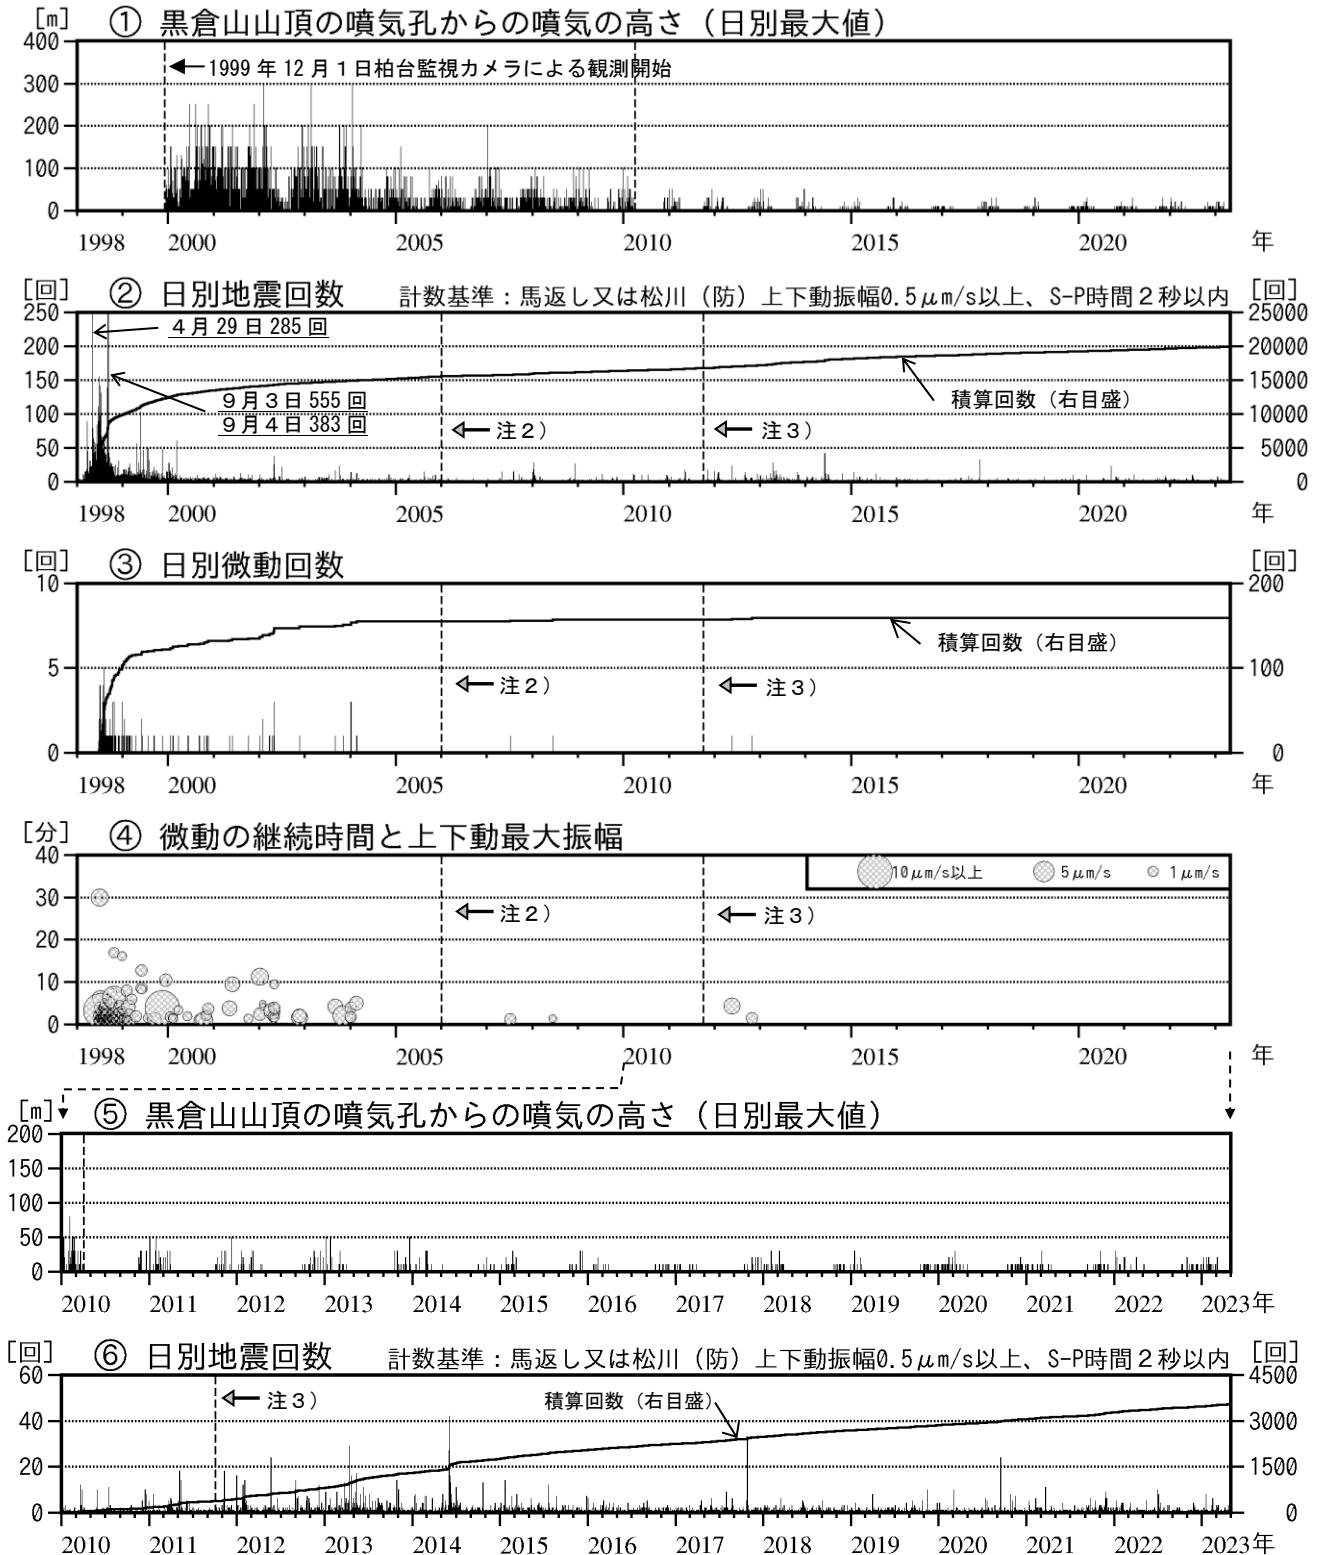 [m] ① 黒倉山山頂の噴気孔からの噴気の高さ（日別最大値）
400
←1999 年 12 月 1 日柏台監視カメラによる観測開始
300
200
100
0
1998 2000 2005 2010 2015 2020 年
[回] ② 日別地震回数 計数基準：馬返し又は松川（防）上下動振幅0.5μm/s以上、S-P時間２秒以内 [回]
250 25000
４月 29 日 285 回
200 20000
150 15000
９月３日 555 回 積算回数（右目盛）
100 10000
９月４日 383 回
注２） 注３）
50 5000
0 0
1998 2000 2005 2010 2015 2020 年
[回] ③ 日別微動回数 [回]
10 200
積算回数（右目盛）
5 100
注２） 注３）
0 0
1998 2000 2005 2010 2015 2020 年
[分] ④ 微動の継続時間と上下動最大振幅
40
10μm/s以上 5μm/s 1μm/s
30
注２） 注３）
20
10
0
1998 2000 2005 2010 2015 2020 年
[m] ⑤ 黒倉山山頂の噴気孔からの噴気の高さ（日別最大値）
200
150
100
50
0
2010 2011 2012 2013 2014 2015 2016 2017 2018 2019 2020 2021 2022 2023年
[回] ⑥ 日別地震回数 計数基準：馬返し又は松川（防）上下動振幅0.5μm/s以上、S-P時間２秒以内 [回]
60 4500
注３） 積算回数（右目盛）
40 3000
20 1500
0 0
2010 2011 2012 2013 2014 2015 2016 2017 2018 2019 2020 2021 2022 2023年